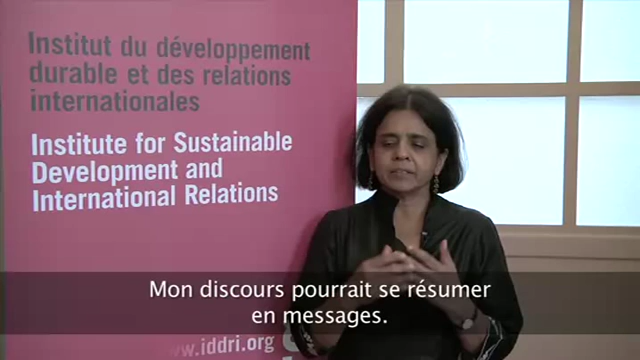 Institut du développement
durable et des relations
internationales
Institute for Sustainable
Development and
International Relations
Mon discours pourrait se résumer
en messages.
www.iddri.org